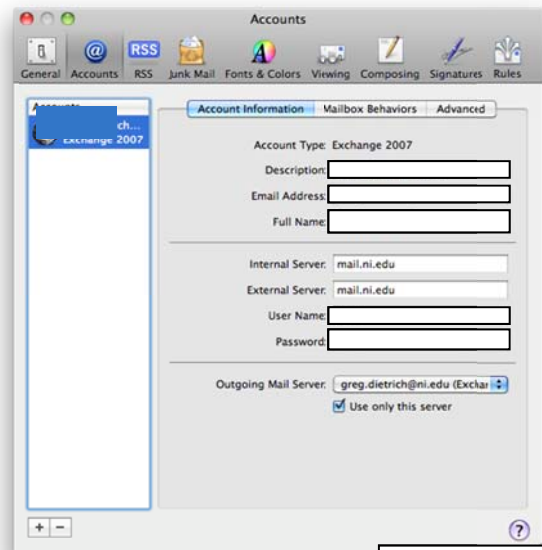 Accounts
General Accounts RSS Junk Mail Fonts & Colors Viewing Composing Signatures Rules
RSS
Accounts
ch...
Exchange 2007
Account Information Mailbox Behaviors Advanced
Account Type: Exchange 2007
Description:
Email Address:
Full Name:
Internal Server: mail.ni.edu
External Server: mail.ni.edu
User Name:
Password:
Outgoing Mail Server: greg.dietrich@ni.edu (Exchan
Use only this server
+ −
?